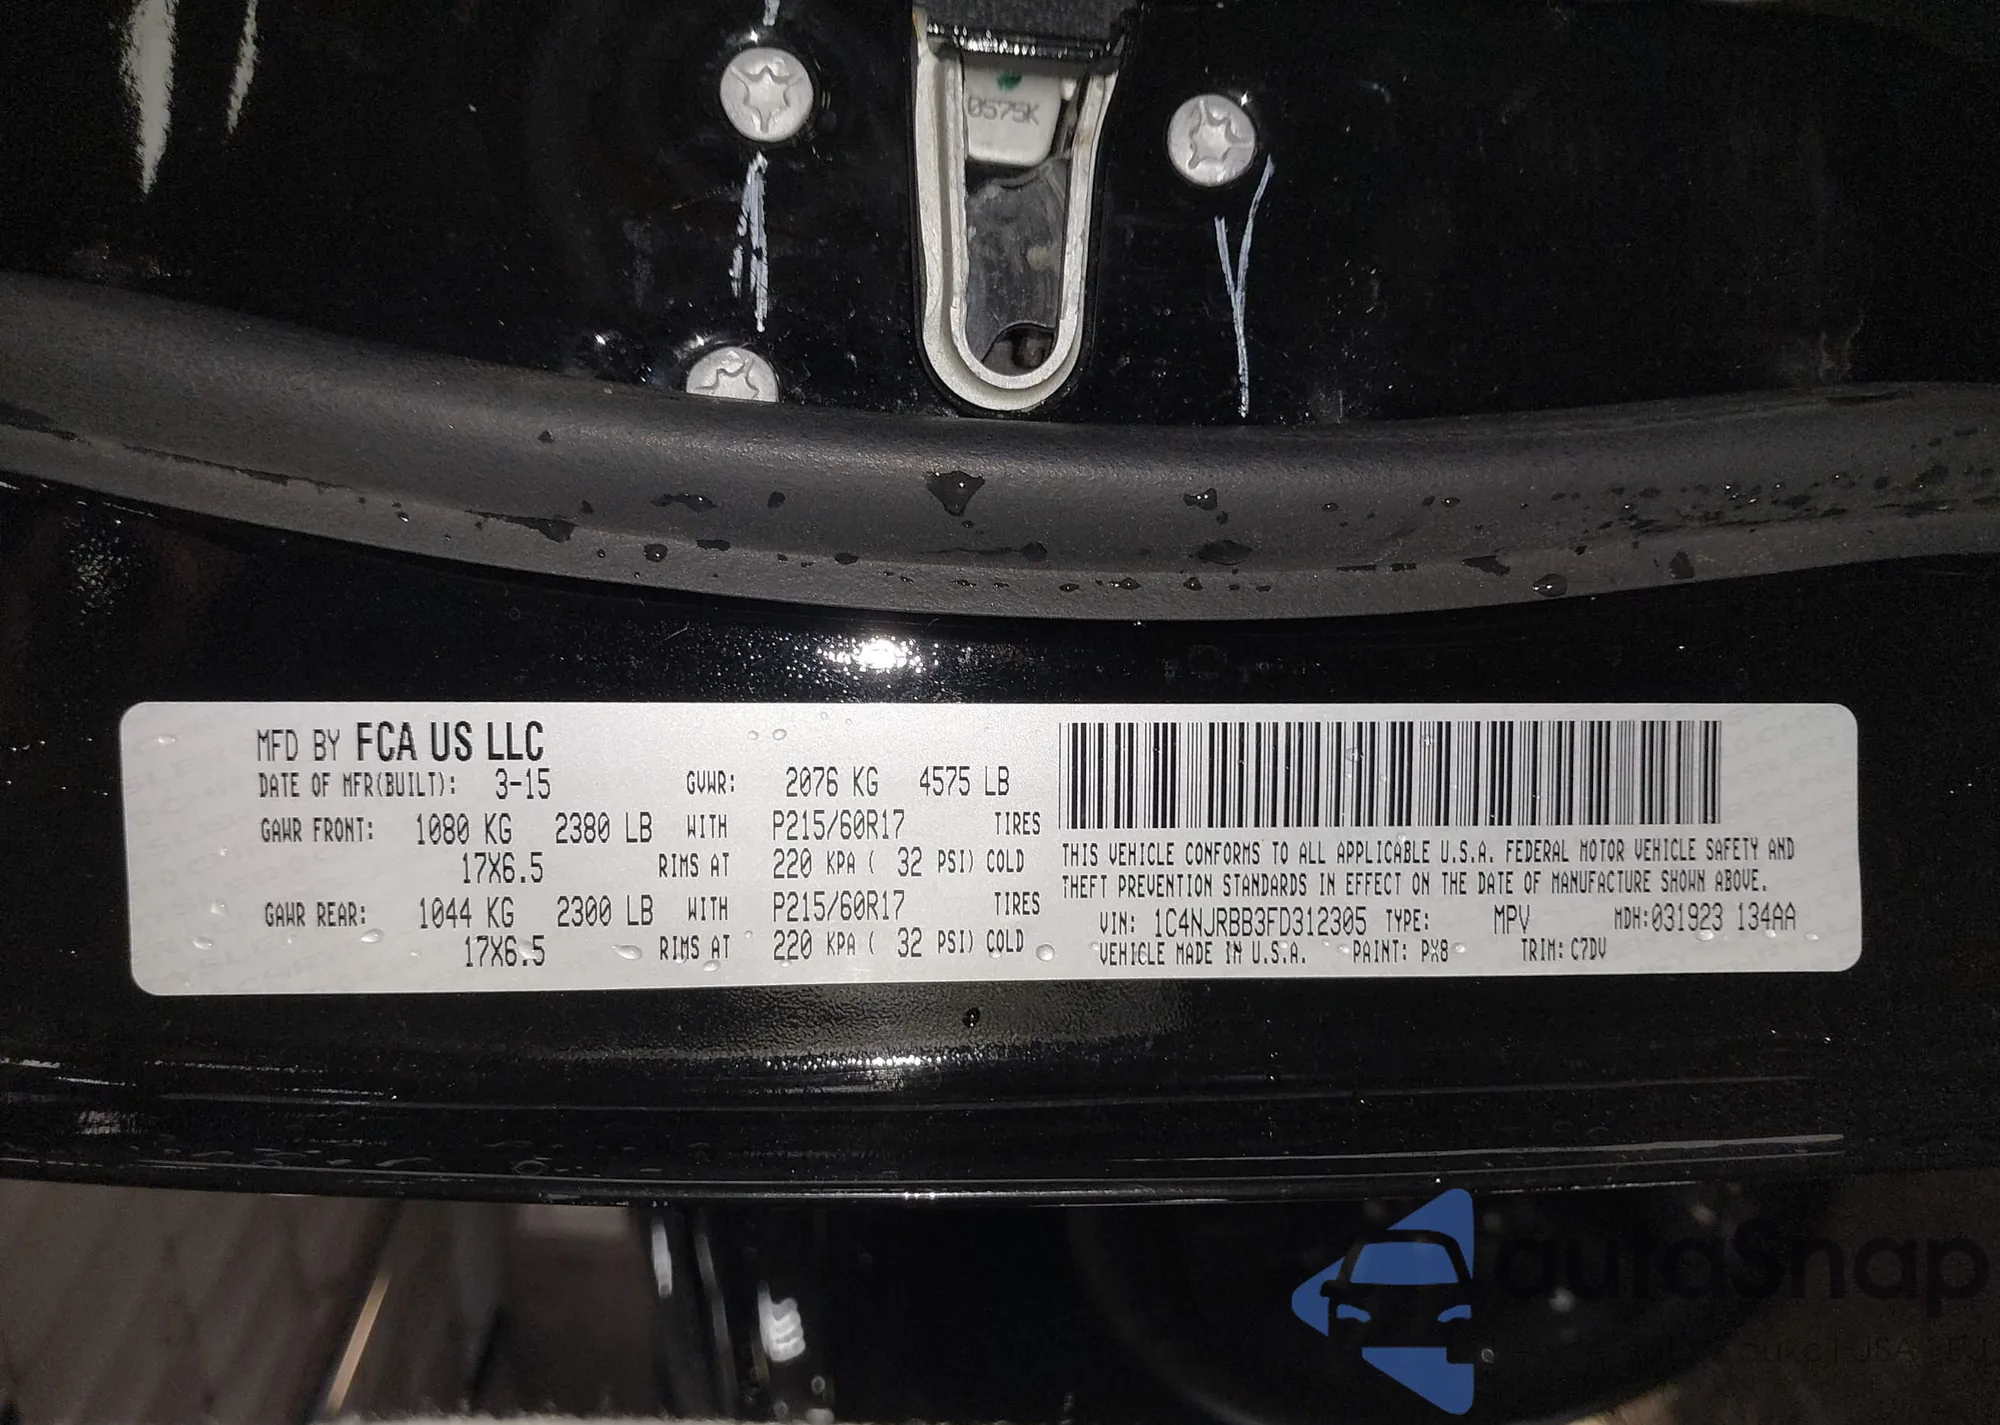 0575K
MFD BY FCA US LLC
DATE OF MFR(BUILT): 3-15 GVWR: 2076 KG 4575 LB
GAWR FRONT: 1080 KG 2380 LB WITH P215/60R17 TIRES
17X6.5 RIMS AT 220 KPA ( 32 PSI) COLD
GAWR REAR: 1044 KG 2300 LB WITH P215/60R17 TIRES
17X6.5 RIMS AT 220 KPA ( 32 PSI) COLD
THIS VEHICLE CONFORMS TO ALL APPLICABLE U.S.A. FEDERAL MOTOR VEHICLE SAFETY AND
THEFT PREVENTION STANDARDS IN EFFECT ON THE DATE OF MANUFACTURE SHOWN ABOVE.
VIN: 1C4NJRBB3FD312305 TYPE: MPV MDH:031923 134AA
VEHICLE MADE IN U.S.A. PAINT: PX8 TRIM: C7DV
autaSnap